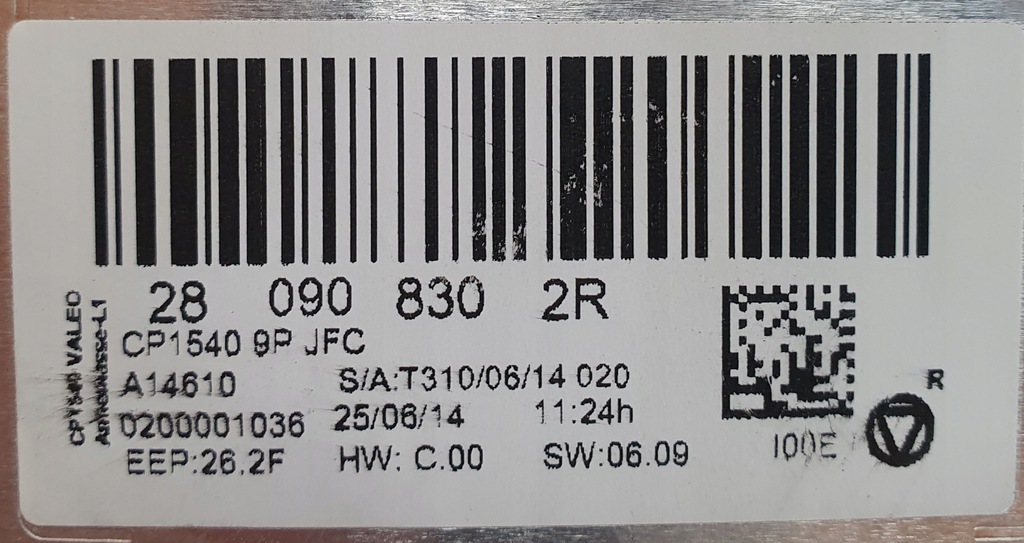 28 090 830 2R
CP1540 9P JFC
A14610 S/A:T310/06/14 020
0200001036 25/06/14 11:24h
EEP:26.2F HW: C.00 SW:06.09
I00E
R
VALEO